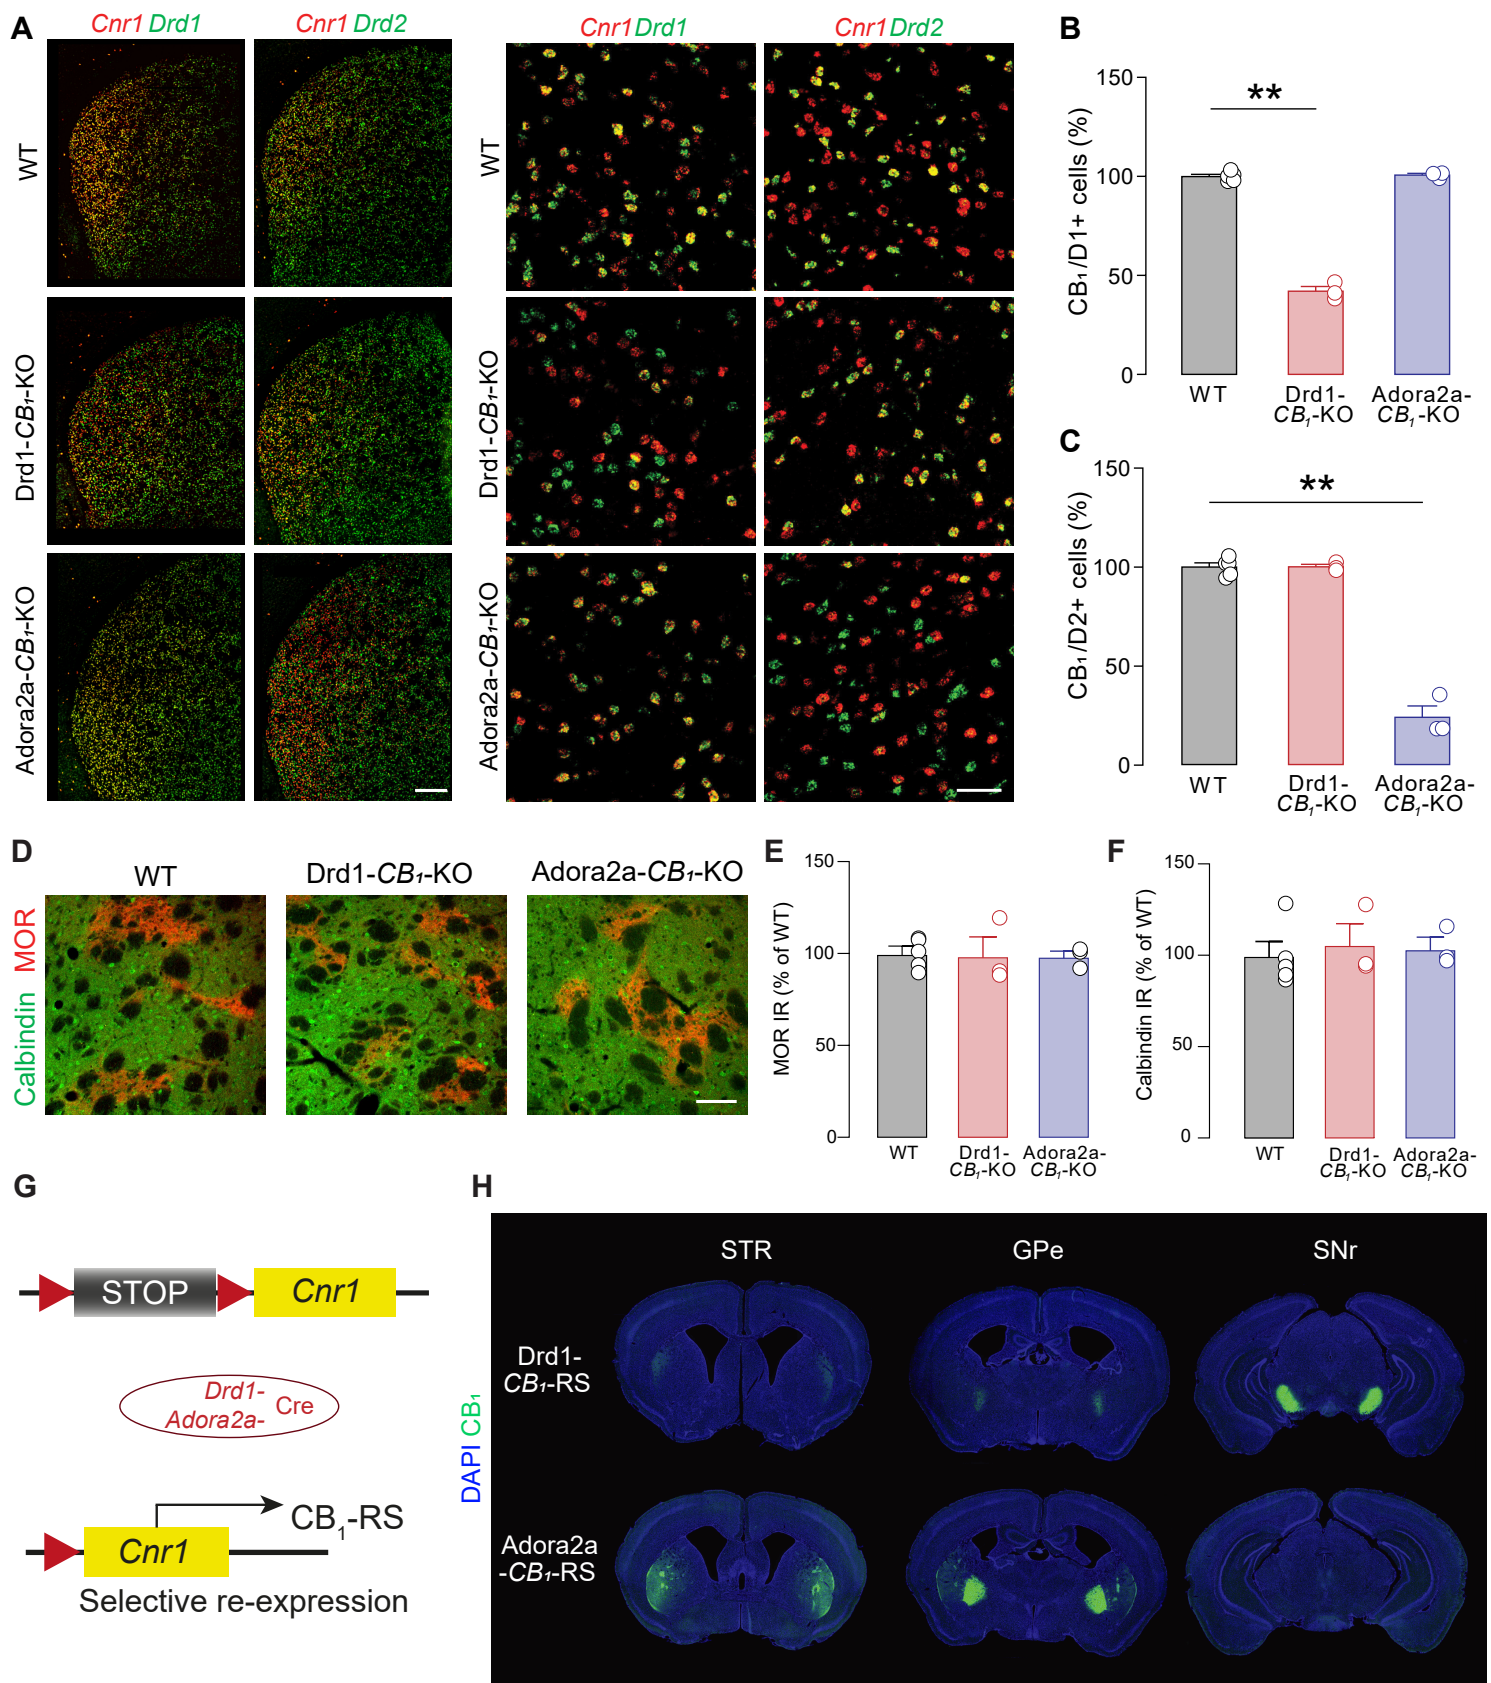 A
Cnr1 Drd1
Cnr1 Drd2
Cnr1 Drd1
Cnr1 Drd2
WT
Drd1-CB₁-KO
Adora2a-CB₁-KO
WT
Drd1-CB₁-KO
Adora2a-CB₁-KO
B
CB₁/D1+ cells (%)
150
100
50
0
**
WT
Drd1-
CB₁-KO
Adora2a-
CB₁-KO
C
CB₁/D2+ cells (%)
150
100
50
0
**
WT
Drd1-
CB₁-KO
Adora2a-
CB₁-KO
D
Calbindin MOR
WT
Drd1-CB₁-KO
Adora2a-CB₁-KO
E
MOR IR (% of WT)
150
100
50
0
WT
Drd1-
CB₁-KO
Adora2a-
CB₁-KO
F
Calbindin IR (% of WT)
150
100
50
0
WT
Drd1-
CB₁-KO
Adora2a-
CB₁-KO
G
STOP
Cnr1
Drd1-
Adora2a-
Cre
CB₁-RS
Cnr1
Selective re-expression
H
DAPI CB₁
STR
GPe
SNr
Drd1-
CB₁-RS
Adora2a
-CB₁-RS